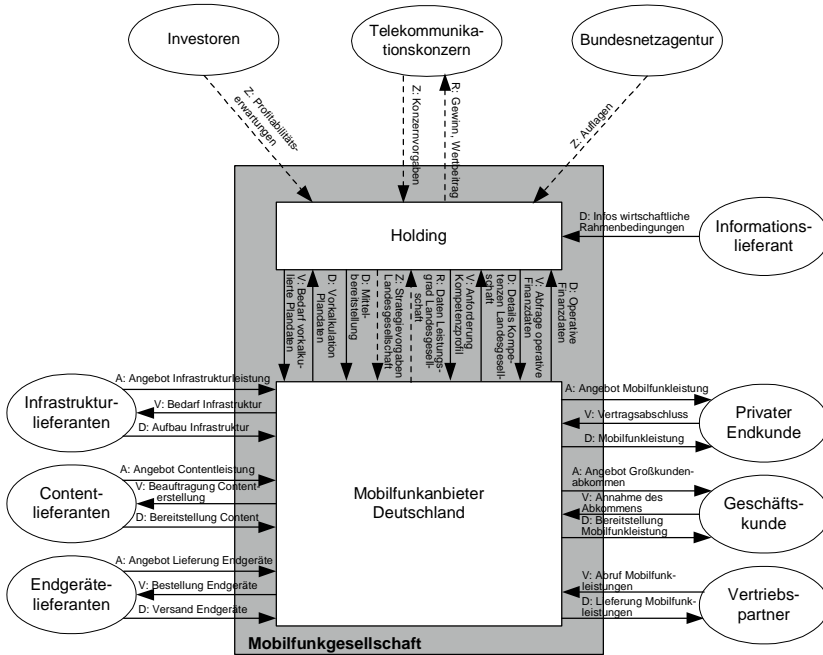 Investoren
Telekommunika-
tionskonzern
Bundesnetzagentur
Z: Profitabilitäts-
erwartungen
Z: Konzernvorgaben
R: Gewinn, Wertbeitrag
Z: Auflagen
Holding
D: Infos wirtschaftliche
Rahmenbedingungen
Informations-
lieferant
V: Bedarf vorkalku-
lierte Plandaten
D: Vorkalkulation
Plandaten
D: Mittel-
bereitstellung
Z: Strategievorgaben
Landesgesellschaft
R: Daten Leistungs-
grad Landesgesell-
schaft
V: Anforderung
Kompetenzprofil
D: Details Kompe-
tenzen Landesgesell-
schaft
V: Abfrage operative
Finanzdaten
D: Operative
Finanzdaten
Infrastruktur-
lieferanten
A: Angebot Infrastrukturleistung
V: Bedarf Infrastruktur
D: Aufbau Infrastruktur
Content-
lieferanten
A: Angebot Contentleistung
V: Beauftragung Content-
erstellung
D: Bereitstellung Content
Endgeräte-
lieferanten
A: Angebot Lieferung Endgeräte
V: Bestellung Endgeräte
D: Versand Endgeräte
Mobilfunkanbieter
Deutschland
A: Angebot Mobilfunkleistung
V: Vertragsabschluss
D: Mobilfunkleistung
Privater
Endkunde
A: Angebot Großkunden-
abkommen
V: Annahme des
Abkommens
D: Bereitstellung
Mobilfunkleistung
Geschäfts-
kunde
V: Abruf Mobilfunk-
leistungen
D: Lieferung Mobilfunk-
leistungen
Vertriebs-
partner
Mobilfunkgesellschaft